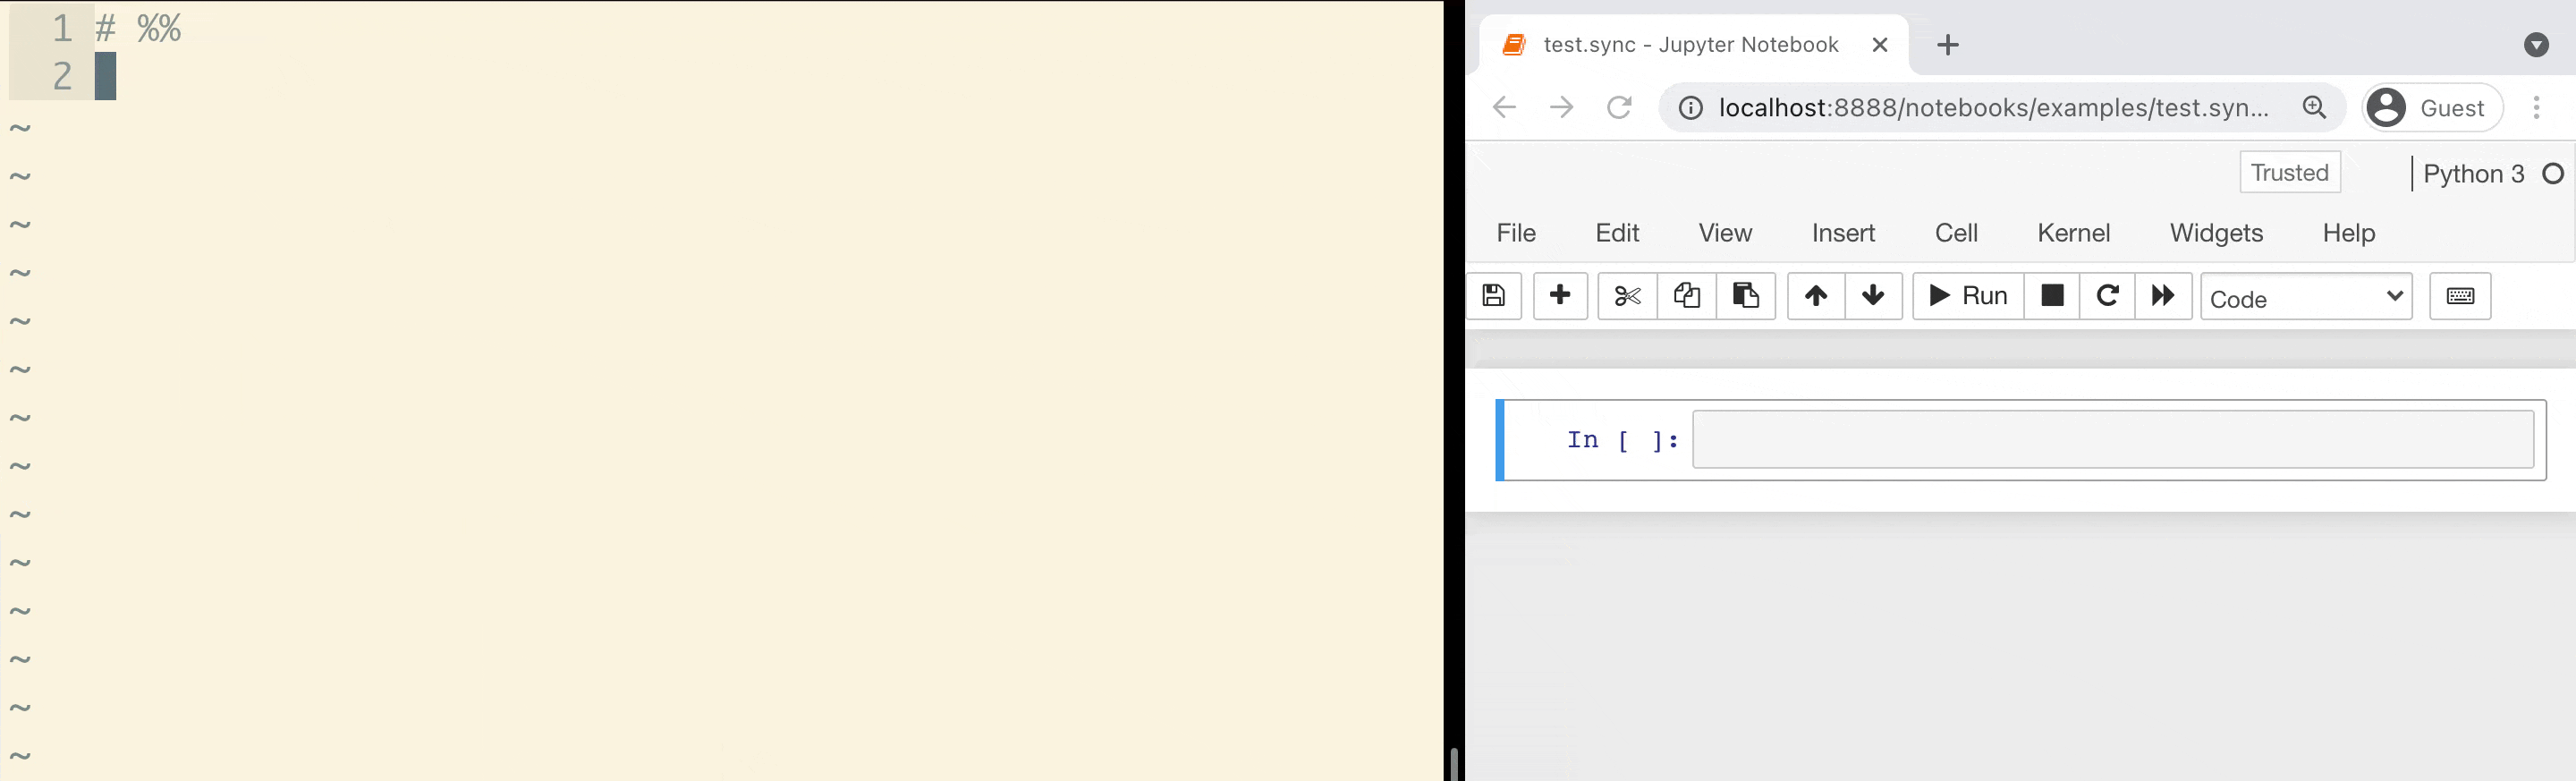 1 # %%
2
~
~
~
~
~
~
~
~
~
~
~
~
~
~
test.sync - Jupyter Notebook
localhost:8888/notebooks/examples/test.syn...
Guest
Trusted
Python 3
File Edit View Insert Cell Kernel Widgets Help
Run
Code
In [ ]: